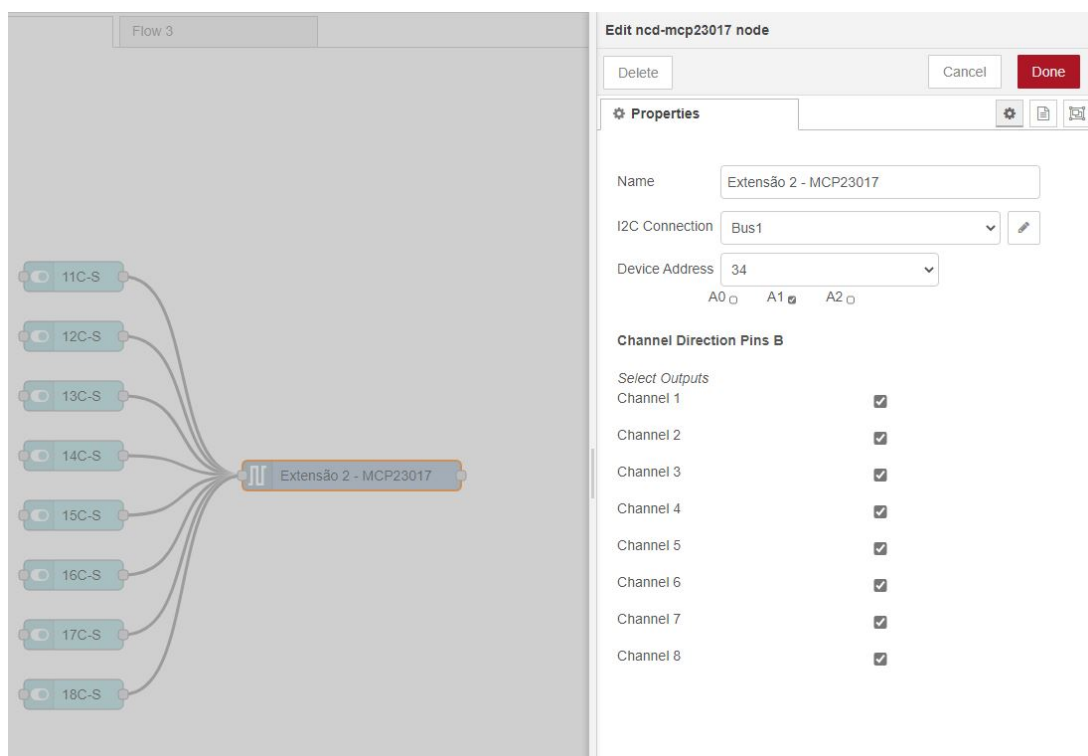 Flow 3
11C-S
12C-S
13C-S
14C-S
15C-S
16C-S
17C-S
18C-S
Extensão 2 - MCP23017
Edit ncd-mcp23017 node
Delete Cancel Done
Properties
Name Extensão 2 - MCP23017
I2C Connection Bus1
Device Address 34
A0 A1 A2
Channel Direction Pins B
Select Outputs
Channel 1
Channel 2
Channel 3
Channel 4
Channel 5
Channel 6
Channel 7
Channel 8